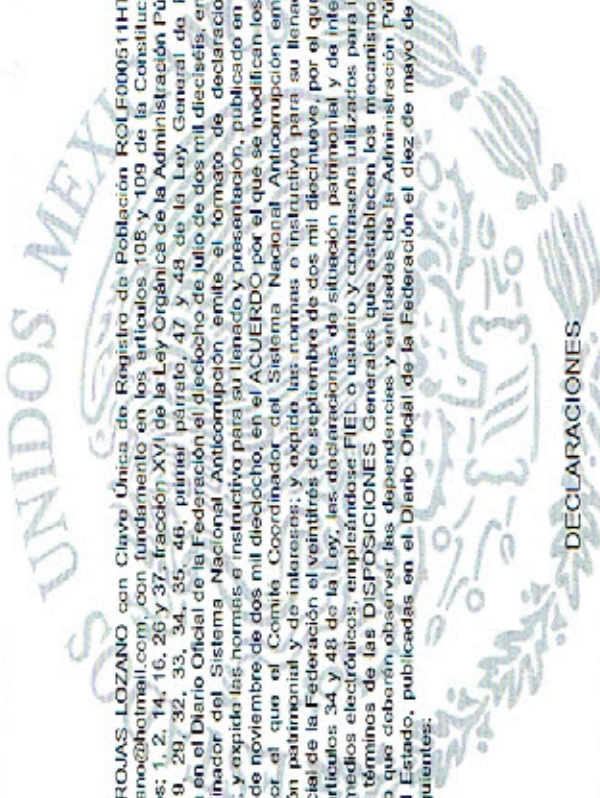 UNIDOS MEXI
ROJAS LOZANO con Clave Única de Registro de Población ROLF000511H
ano@hotmail.com, con fundamento en los artículos 108 y 109 de la Constituc
os: 1, 2, 14, 16, 26 y 37, fracción XVI de la Ley Orgánica de la Administración Pú
9, 29, 32, 33, 34, 35, 46, primer párrafo, 47 y 48 de la Ley General de
en el Diario Oficial de la Federación el dieciocho de julio de dos mil dieciséis, en
inador del Sistema Nacional Anticorrupción emite el formato de declaracio
; y expide las normas e instructivo para su llenado y presentación, publicado en
de noviembre de dos mil dieciocho, en el ACUERDO por el que se modifican los
or el que el Comité Coordinador del Sistema Nacional Anticorrupción em
ón patrimonial y de intereses; y expide las normas e instructivo para su llena
cial de la Federación el veintitrés de septiembre de dos mil diecinueve, por el qu
rtículos 34 y 48 de la Ley, las declaraciones de situación patrimonial y de inte
medios electrónicos, empleándose FIEL o usuario y contraseña utilizados para
términos de las DISPOSICIONES Generales que establecen los mecanismo
o que deberán observar las dependencias y entidades de la Administración Pú
l Estado, publicadas en el Diario Oficial de la Federación el diez de mayo de
guientes:
DECLARACIONES